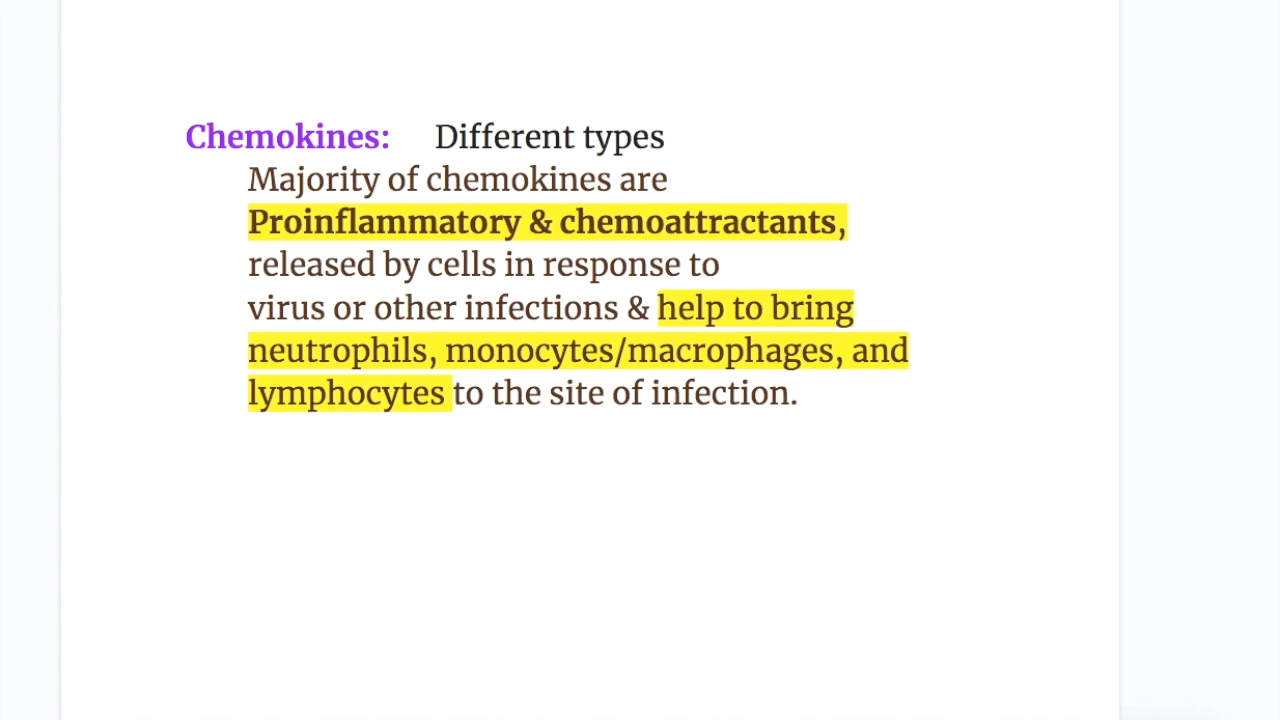 Chemokines: Different types
Majority of chemokines are
Proinflammatory & chemoattractants,
released by cells in response to
virus or other infections & help to bring
neutrophils, monocytes/macrophages, and
lymphocytes to the site of infection.